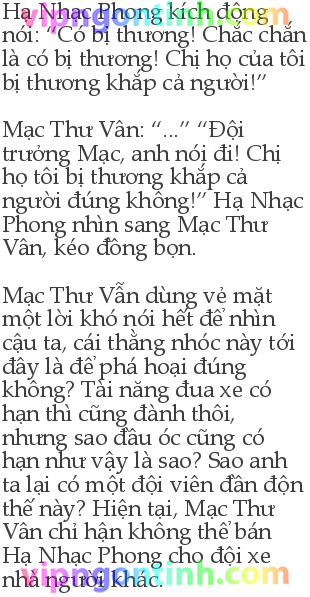 Hạ Nhạc Phong kích động
nói: “Có bị thương! Chắc chắn
là có bị thương! Chị họ của tôi
bị thương khắp cả người!”
Mạc Thư Vân: “...” “Đội
trưởng Mạc, anh nói đi! Chị
họ tôi bị thương khắp cả
người đúng không!” Hạ Nhạc
Phong nhìn sang Mạc Thư
Vân, kéo đồng bọn.
Mạc Thư Vẫn dùng vẻ mặt
một lời khó nói hết để nhìn
cậu ta, cái thằng nhóc này tới
đây là để phá hoại đúng
không? Tài năng đua xe có
hạn thì cũng đành thôi,
nhưng sao đầu óc cũng có
hạn như vậy là sao? Sao anh
ta lại có một đội viên đần độn
thế này? Hiện tại, Mạc Thư
Vân chỉ hận không thể bán
Hạ Nhạc Phong cho đội xe
nhà người khác.
vipngontinh.com
vipngontinh.com